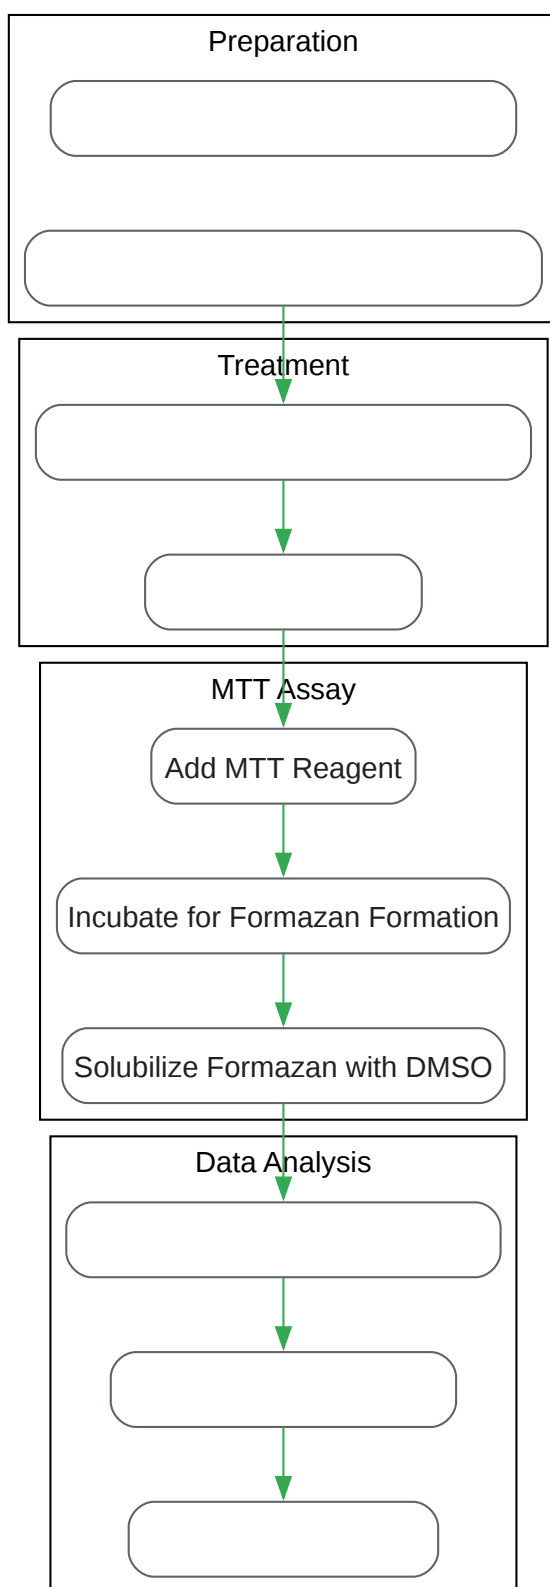 Preparation
Treatment
MTT Assay
Add MTT Reagent
Incubate for Formazan Formation
Solubilize Formazan with DMSO
Data Analysis